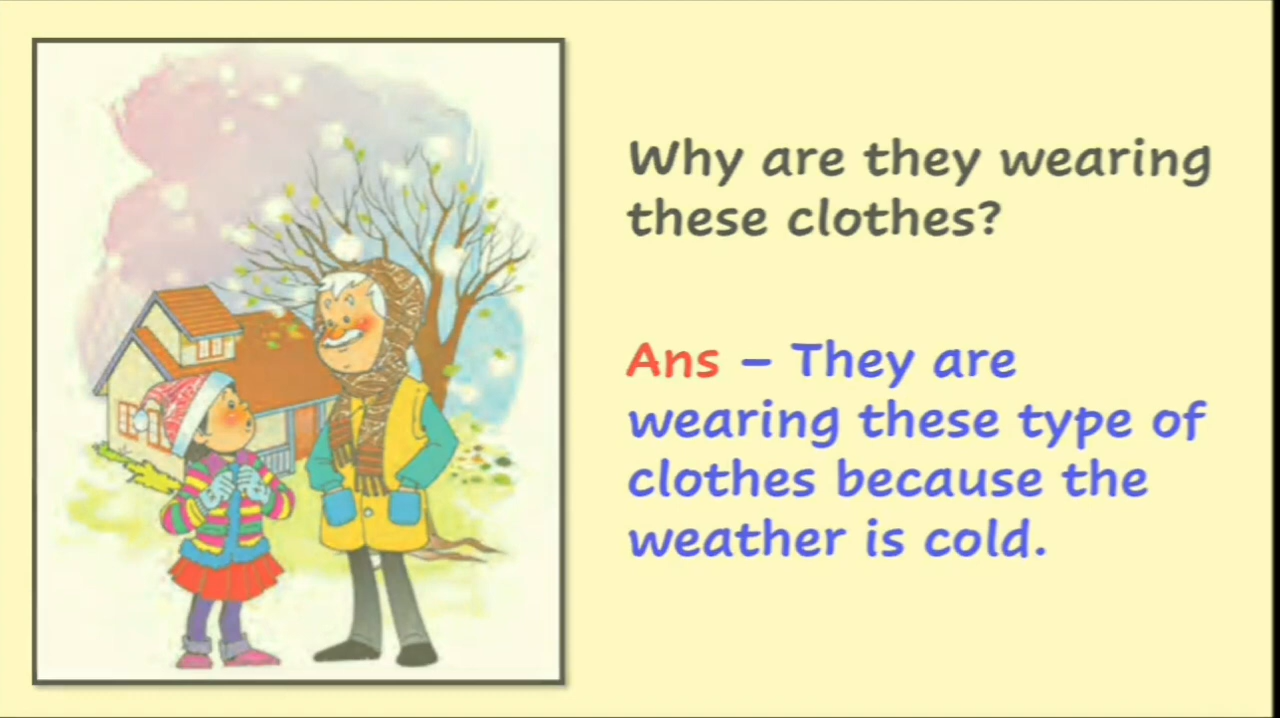 Why are they wearing
these clothes?
Ans – They are
wearing these type of
clothes because the
weather is cold.